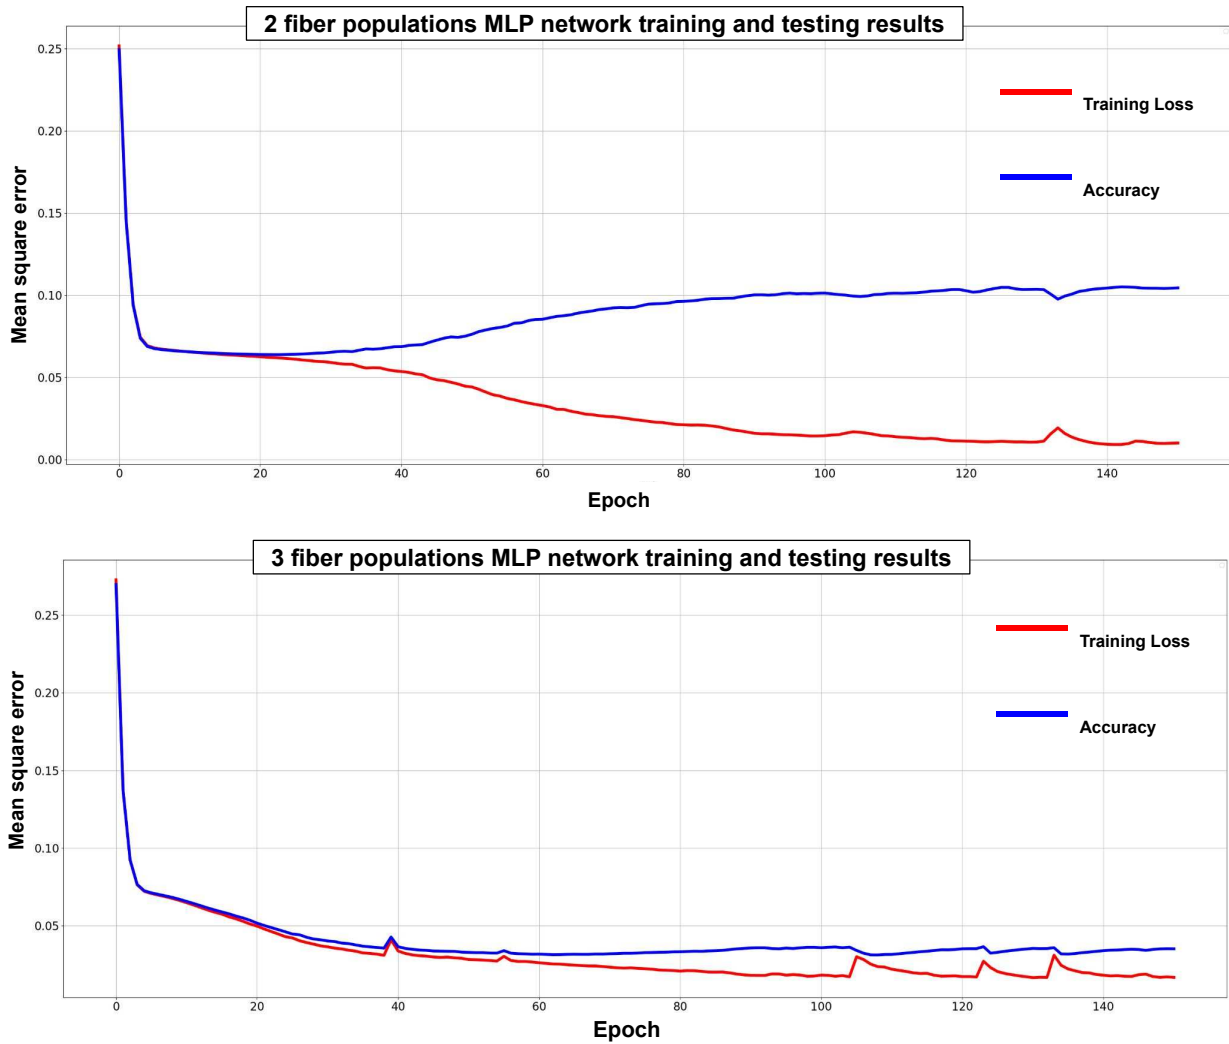 2 fiber populations MLP network training and testing results
0.25
0.20
0.15
0.10
0.05
0.00
Mean square error
Training Loss
Accuracy
0 20 40 60 80 100 120 140
Epoch
3 fiber populations MLP network training and testing results
0.25
0.20
0.15
0.10
0.05
Mean square error
Training Loss
Accuracy
0 20 40 60 80 100 120 140
Epoch